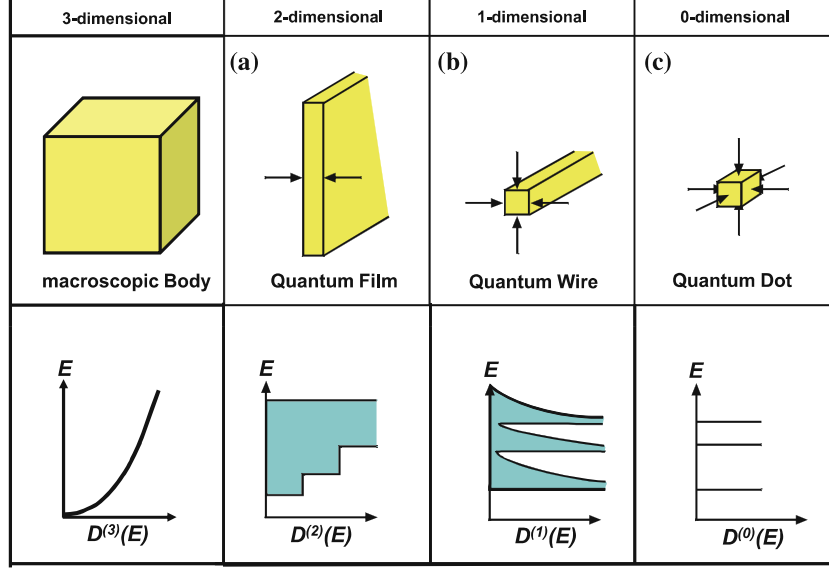 3-dimensional
2-dimensional
1-dimensional
0-dimensional
(a)
(b)
(c)
macroscopic Body
Quantum Film
Quantum Wire
Quantum Dot
E
E
E
E
D(3)(E)
D(2)(E)
D(1)(E)
D(0)(E)